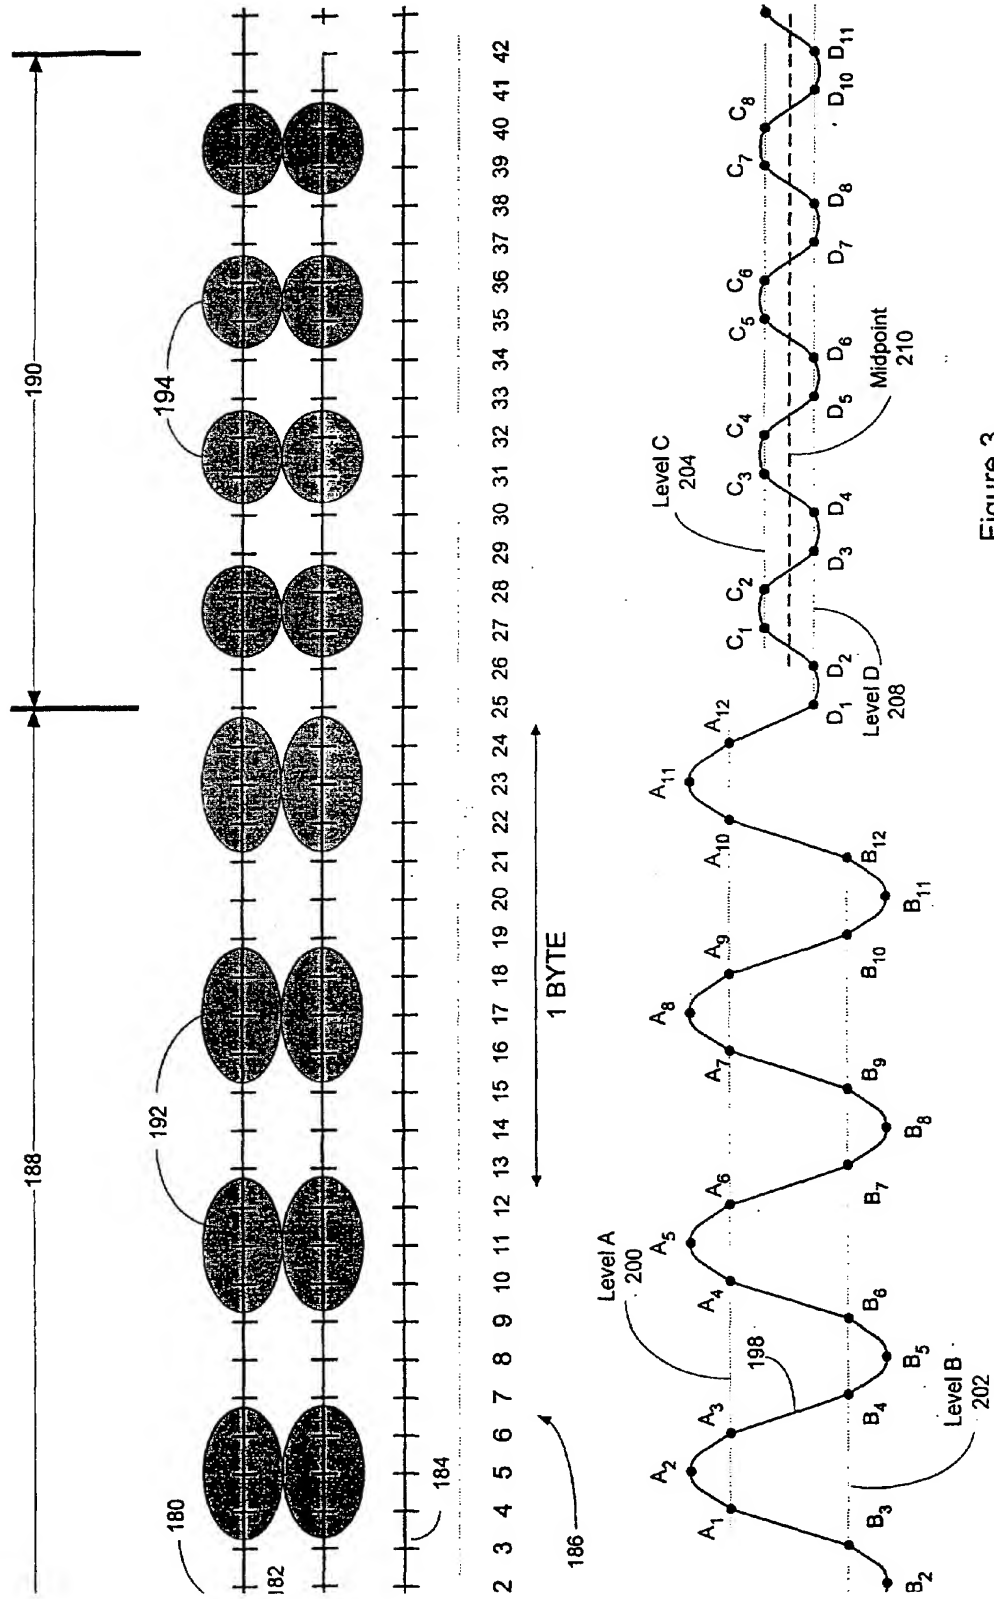 188
190
192
194
180
182
184
186
2 3 4 5 6 7 8 9 10 11 12 13 14 15 16 17 18 19 20 21 22 23 24 25 26 27 28 29 30 31 32 33 34 35 36 37 38 39 40 41 42
1 BYTE
Level A
200
198
Level B
202
Level C
204
Level D
208
Midpoint
210
A1 A2 A3 A4 A5 A6 A7 A8 A9 A10 A11 A12
B2 B3 B4 B5 B6 B7 B8 B9 B10 B11 B12
C1 C2 C3 C4 C5 C6 C7 C8
D1 D2 D3 D4 D5 D6 D7 D8 D10 D11
Figure 3